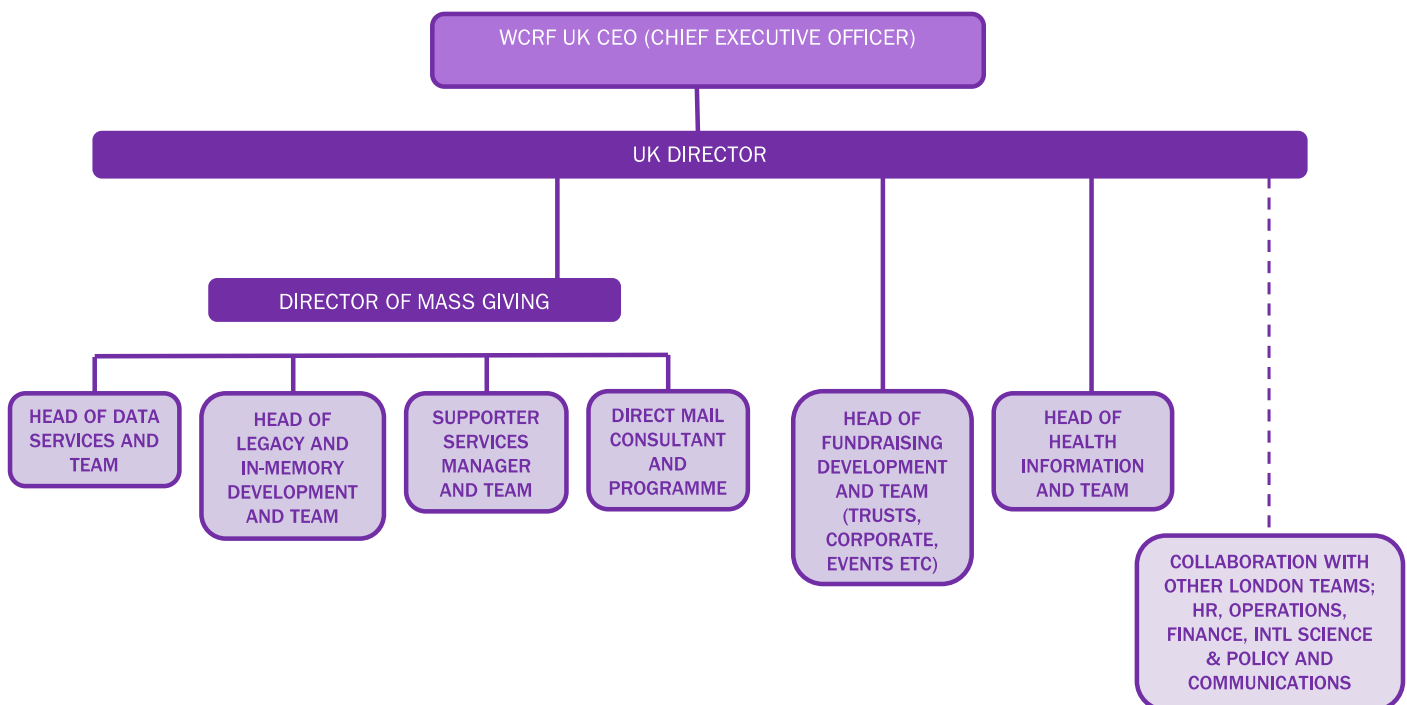 WCRF UK CEO (CHIEF EXECUTIVE OFFICER)
UK DIRECTOR
DIRECTOR OF MASS GIVING
HEAD OF DATA
SERVICES AND
TEAM
HEAD OF
LEGACY AND
IN-MEMORY
DEVELOPMENT
AND TEAM
SUPPORTER
SERVICES
MANAGER
AND TEAM
DIRECT MAIL
CONSULTANT
AND
PROGRAMME
HEAD OF
FUNDRAISING
DEVELOPMENT
AND TEAM
(TRUSTS,
CORPORATE,
EVENTS ETC)
HEAD OF
HEALTH
INFORMATION
AND TEAM
COLLABORATION WITH
OTHER LONDON TEAMS;
HR, OPERATIONS,
FINANCE, INTL SCIENCE
& POLICY AND
COMMUNICATIONS